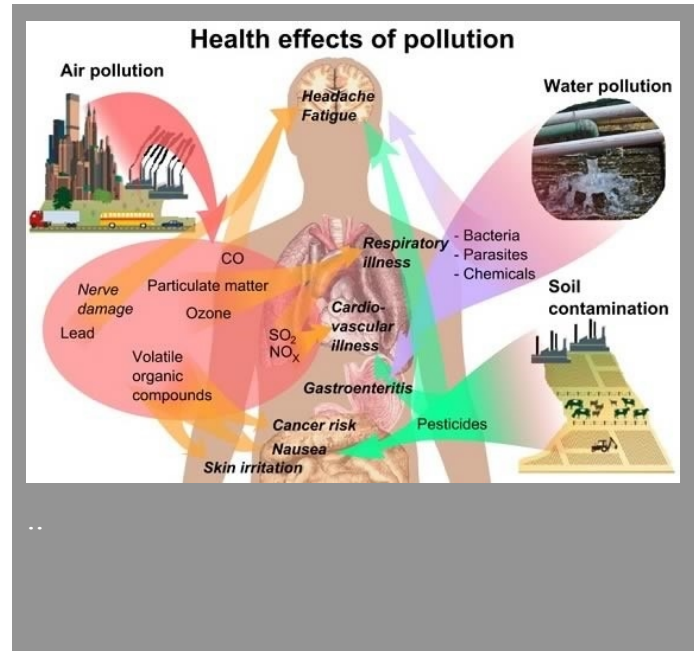 Health effects of pollution
Air pollution
Headache
Fatigue
Water pollution
- Bacteria
- Parasites
- Chemicals
Respiratory
illness
CO
Particulate matter
Nerve
damage
Ozone
Lead
Cardio-
vascular
illness
SO₂
NOₓ
Soil
contamination
Volatile
organic
compounds
Gastroenteritis
Pesticides
Cancer risk
Nausea
Skin irritation
..